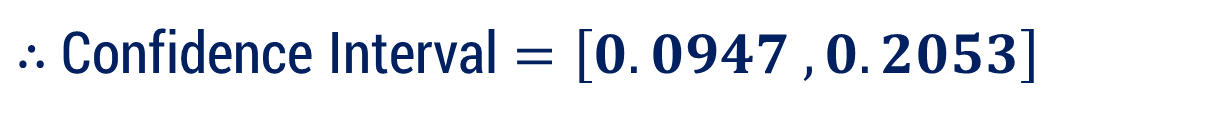 ∴ Confidence Interval = [0.0947 , 0.2053]